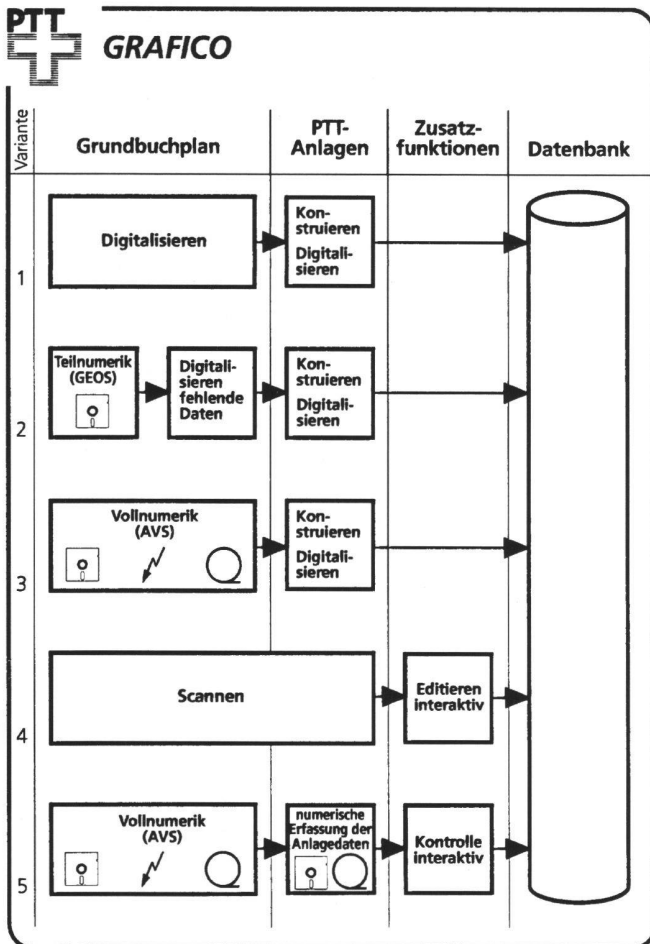 PTT
GRAFICO
Variante
Grundbuchplan
PTT-
Anlagen
Zusatz-
funktionen
Datenbank
1
Digitalisieren
Kon-
struieren
Digitali-
sieren
2
Teilnumerik
(GEOS)
Digitali-
sieren
fehlende
Daten
Kon-
struieren
Digitali-
sieren
3
Vollnumerik
(AVS)
Kon-
struieren
Digitali-
sieren
4
Scannen
Editieren
interaktiv
5
Vollnumerik
(AVS)
numerische
Erfassung der
Anlagedaten
Kontrolle
interaktiv